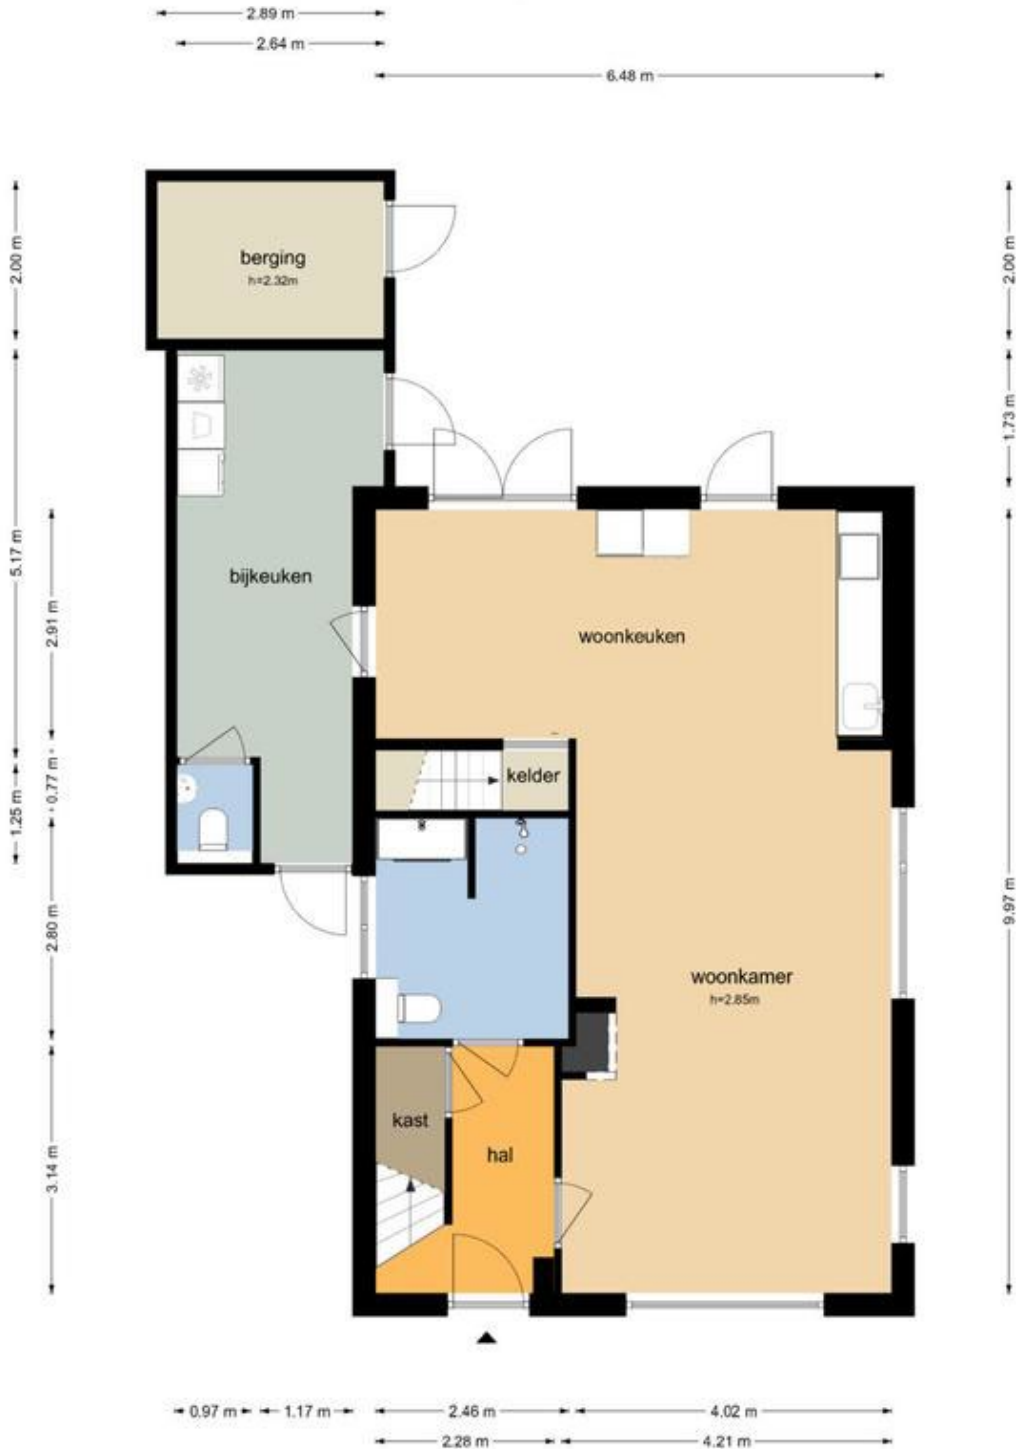 2.89 m
2.64 m
6.48 m
berging
h=2.32m
2.00 m
2.00 m
1.73 m
5.17 m
bijkeuken
2.91 m
woonkeuken
0.77 m
kelder
1.25 m
9.97 m
2.80 m
woonkamer
h=2.85m
kast
hal
3.14 m
0.97 m
1.17 m
2.46 m
4.02 m
2.28 m
4.21 m